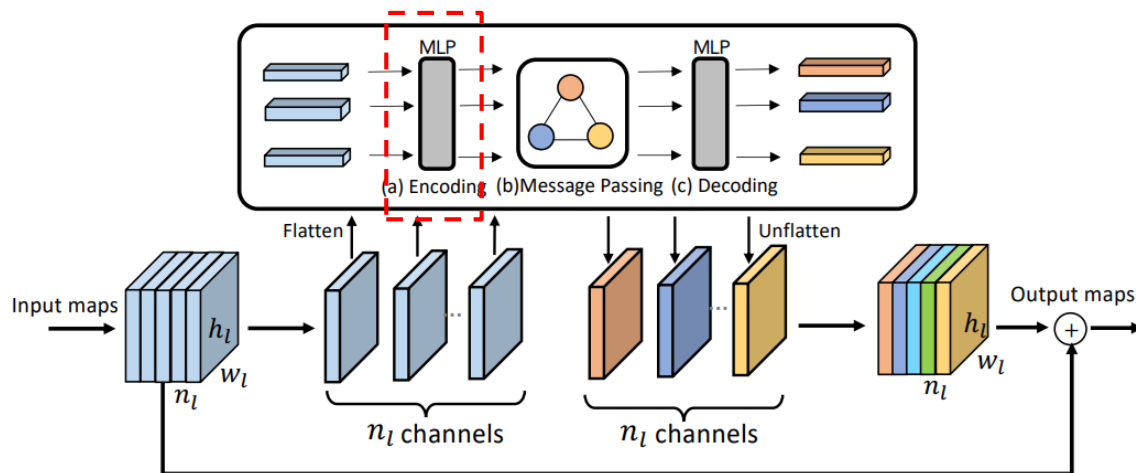 MLP
MLP
(a) Encoding
(b)Message Passing
(c) Decoding
Flatten
Unflatten
Input maps
Output maps
h_l
w_l
n_l
...
...
h_l
w_l
n_l
+
n_l channels
n_l channels